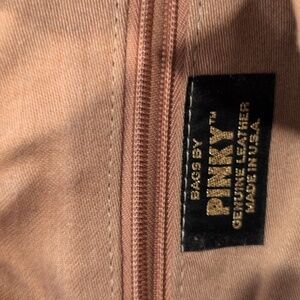 BAGS BY
PINKY™
GENUINE LEATHER
MADE IN U.S.A.